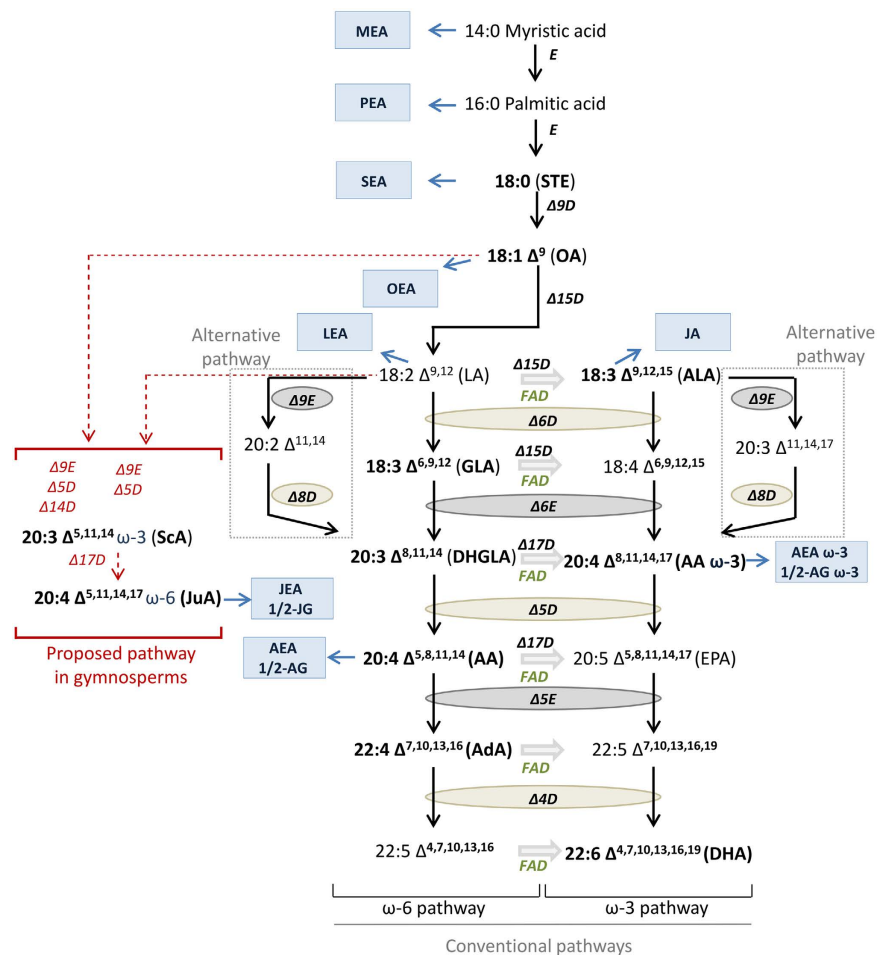 MEA
14:0 Myristic acid
E
PEA
16:0 Palmitic acid
E
SEA
18:0 (STE)
Δ9D
18:1 Δ⁹ (OA)
OEA
Δ15D
LEA
JA
Alternative
pathway
Alternative
pathway
18:2 Δ⁹,¹² (LA)
Δ15D
FAD
18:3 Δ⁹,¹²,¹⁵ (ALA)
Δ9E
Δ9E
Δ6D
20:2 Δ¹¹,¹⁴
20:3 Δ¹¹,¹⁴,¹⁷
18:3 Δ⁶,⁹,¹² (GLA)
Δ15D
FAD
18:4 Δ⁶,⁹,¹²,¹⁵
Δ9E
Δ5D
Δ14D
Δ9E
Δ5D
Δ8D
Δ8D
Δ6E
20:3 Δ⁵,¹¹,¹⁴ ω-3 (ScA)
Δ17D
20:3 Δ⁸,¹¹,¹⁴ (DHGLA)
Δ17D
FAD
20:4 Δ⁸,¹¹,¹⁴,¹⁷ (AA ω-3)
AEA ω-3
1/2-AG ω-3
20:4 Δ⁵,¹¹,¹⁴,¹⁷ ω-6 (JuA)
JEA
1/2-JG
Δ5D
Proposed pathway
in gymnosperms
AEA
1/2-AG
20:4 Δ⁵,⁸,¹¹,¹⁴ (AA)
Δ17D
FAD
20:5 Δ⁵,⁸,¹¹,¹⁴,¹⁷ (EPA)
Δ5E
22:4 Δ⁷,¹⁰,¹³,¹⁶ (AdA)
FAD
22:5 Δ⁷,¹⁰,¹³,¹⁶,¹⁹
Δ4D
22:5 Δ⁴,⁷,¹⁰,¹³,¹⁶
FAD
22:6 Δ⁴,⁷,¹⁰,¹³,¹⁶,¹⁹ (DHA)
ω-6 pathway
ω-3 pathway
Conventional pathways